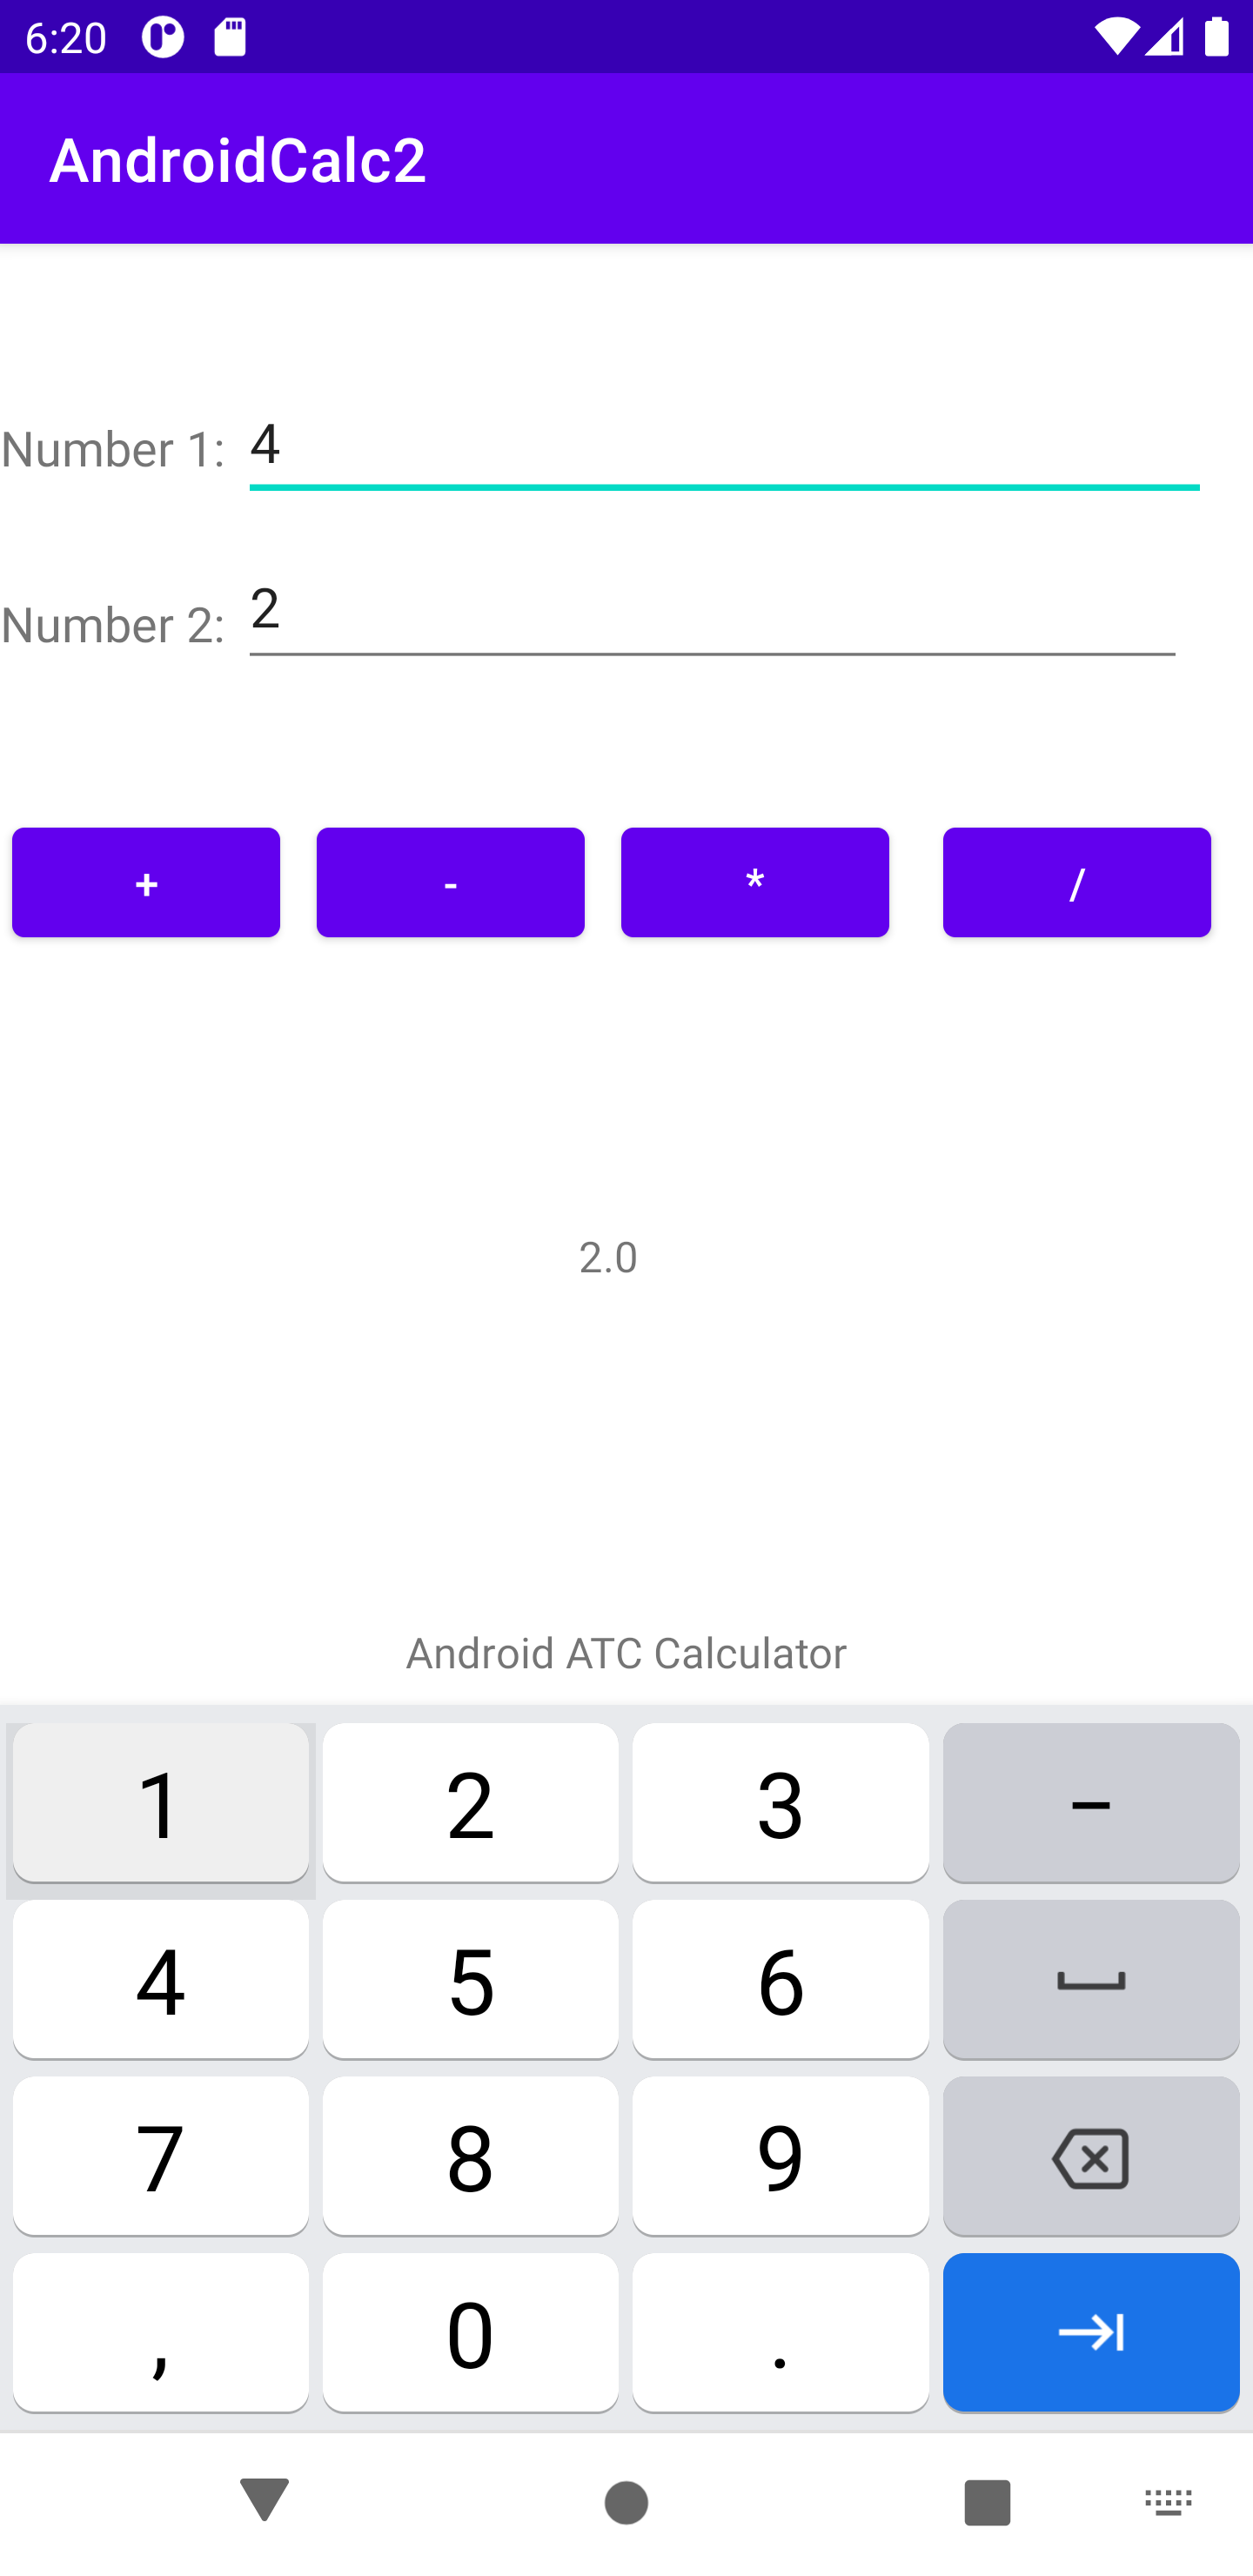 6:20
AndroidCalc2
Number 1: 4
Number 2: 2
+ - * /
2.0
Android ATC Calculator
1 2 3 –
4 5 6
7 8 9
, 0 .